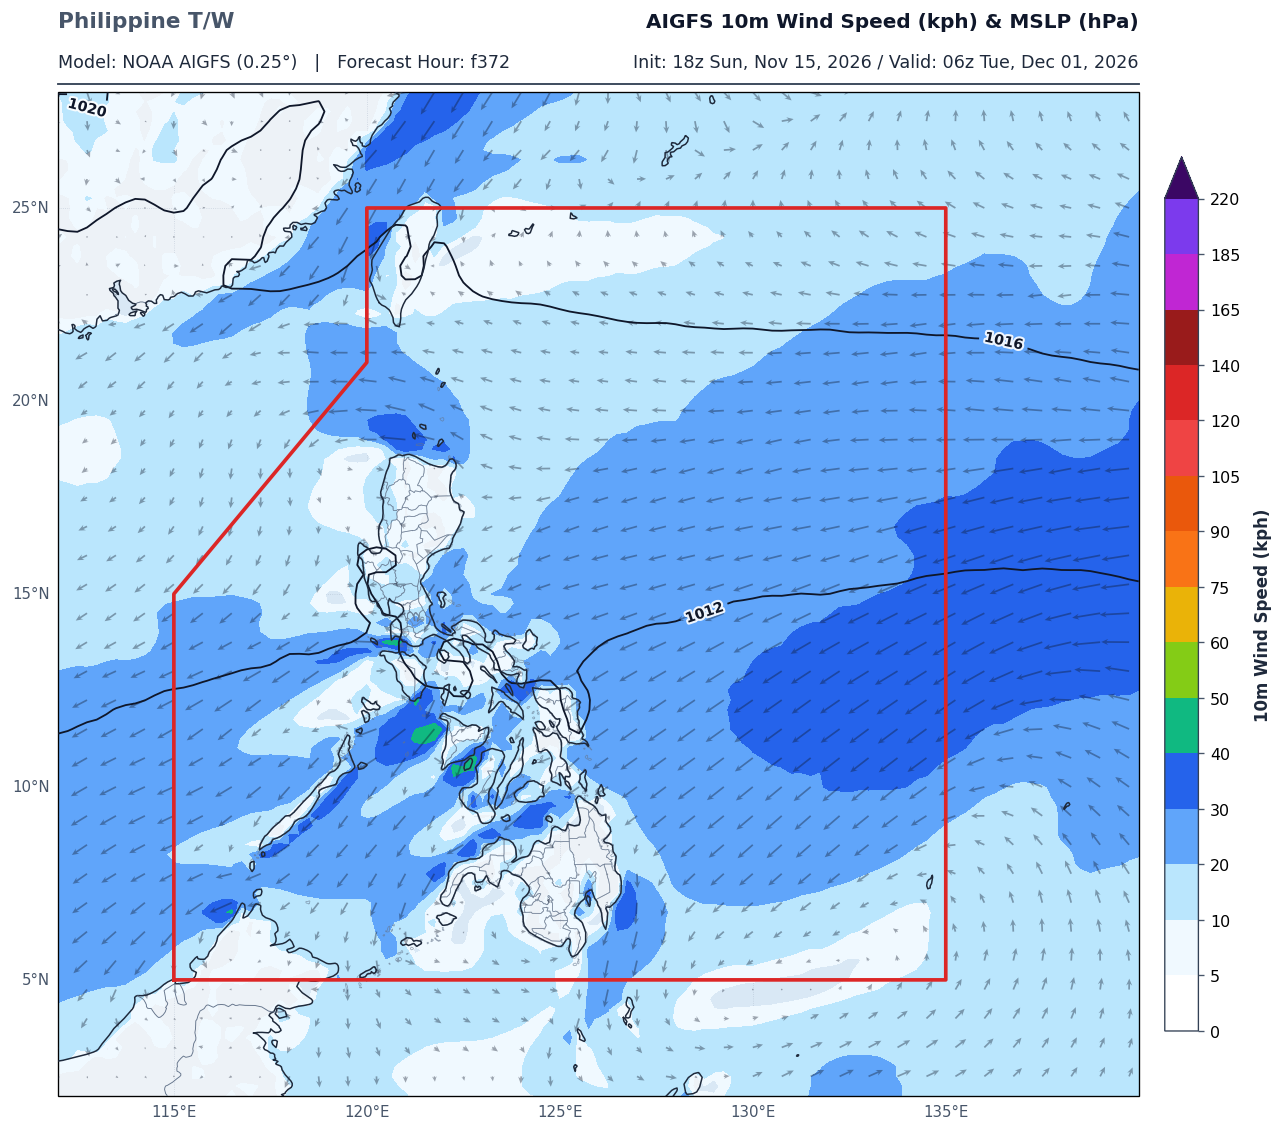 Philippine T/W
AIGFS 10m Wind Speed (kph) & MSLP (hPa)
Model: NOAA AIGFS (0.25°) | Forecast Hour: f372
Init: 18z Sun, Nov 15, 2026 / Valid: 06z Tue, Dec 01, 2026
1020
25°N
20°N
15°N
10°N
5°N
1016
1012
115°E
120°E
125°E
130°E
135°E
220
185
165
140
120
105
90
75
60
50
40
30
20
10
5
0
10m Wind Speed (kph)